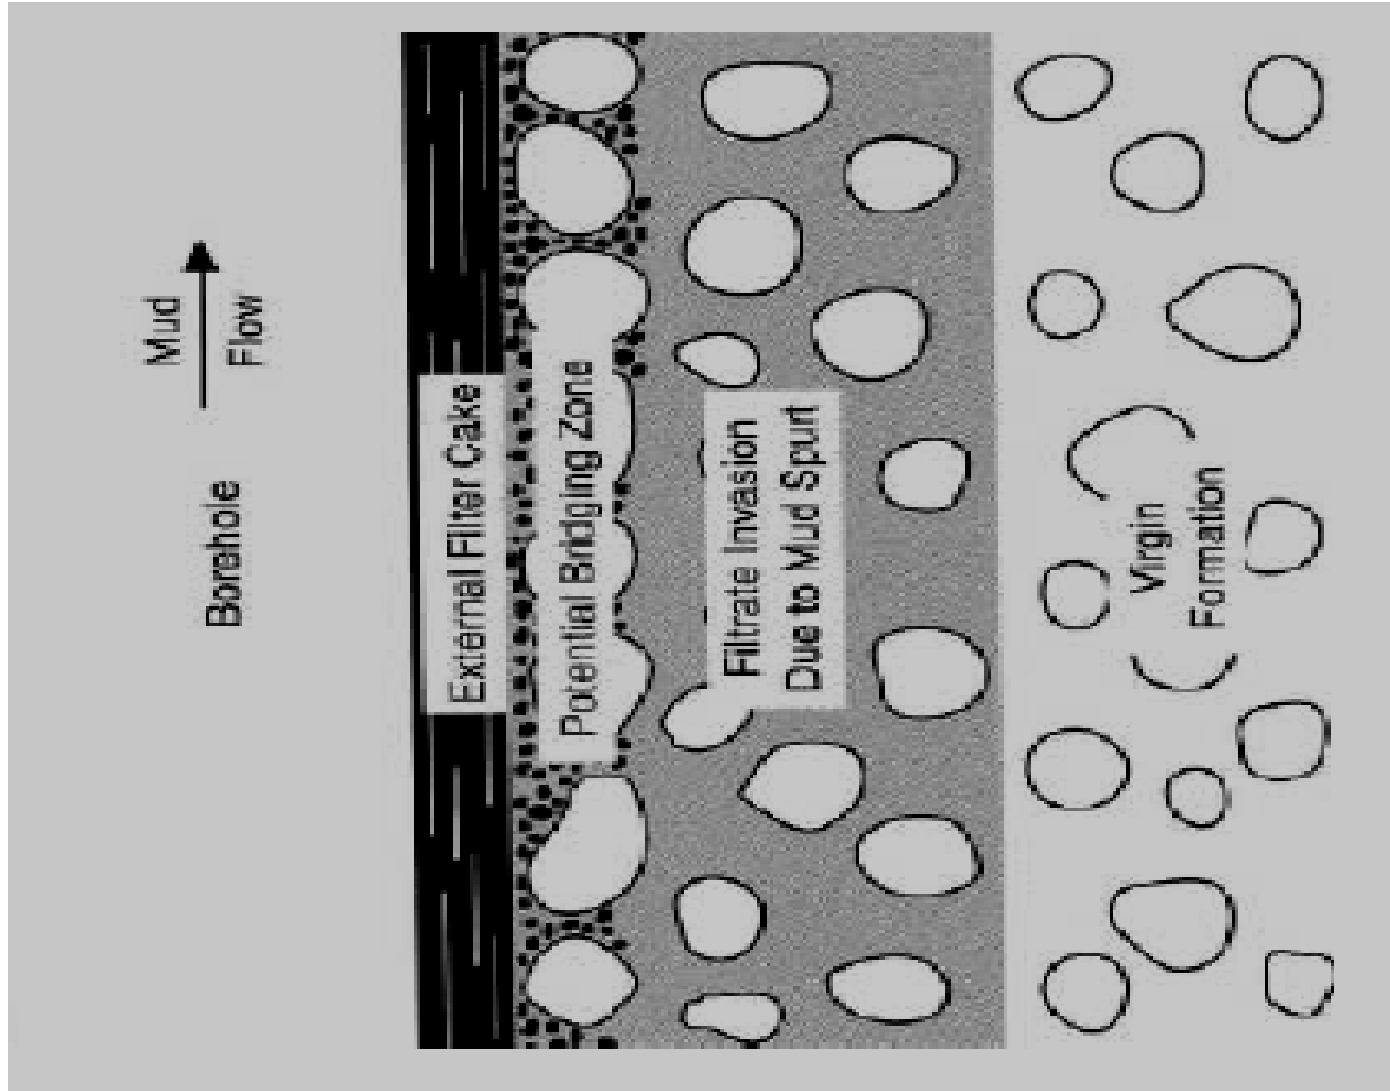 Mud
Flow
Borehole
External Filter Cake
Potential Bridging Zone
Filtrate Invasion
Due to Mud Spurt
Virgin
Formation